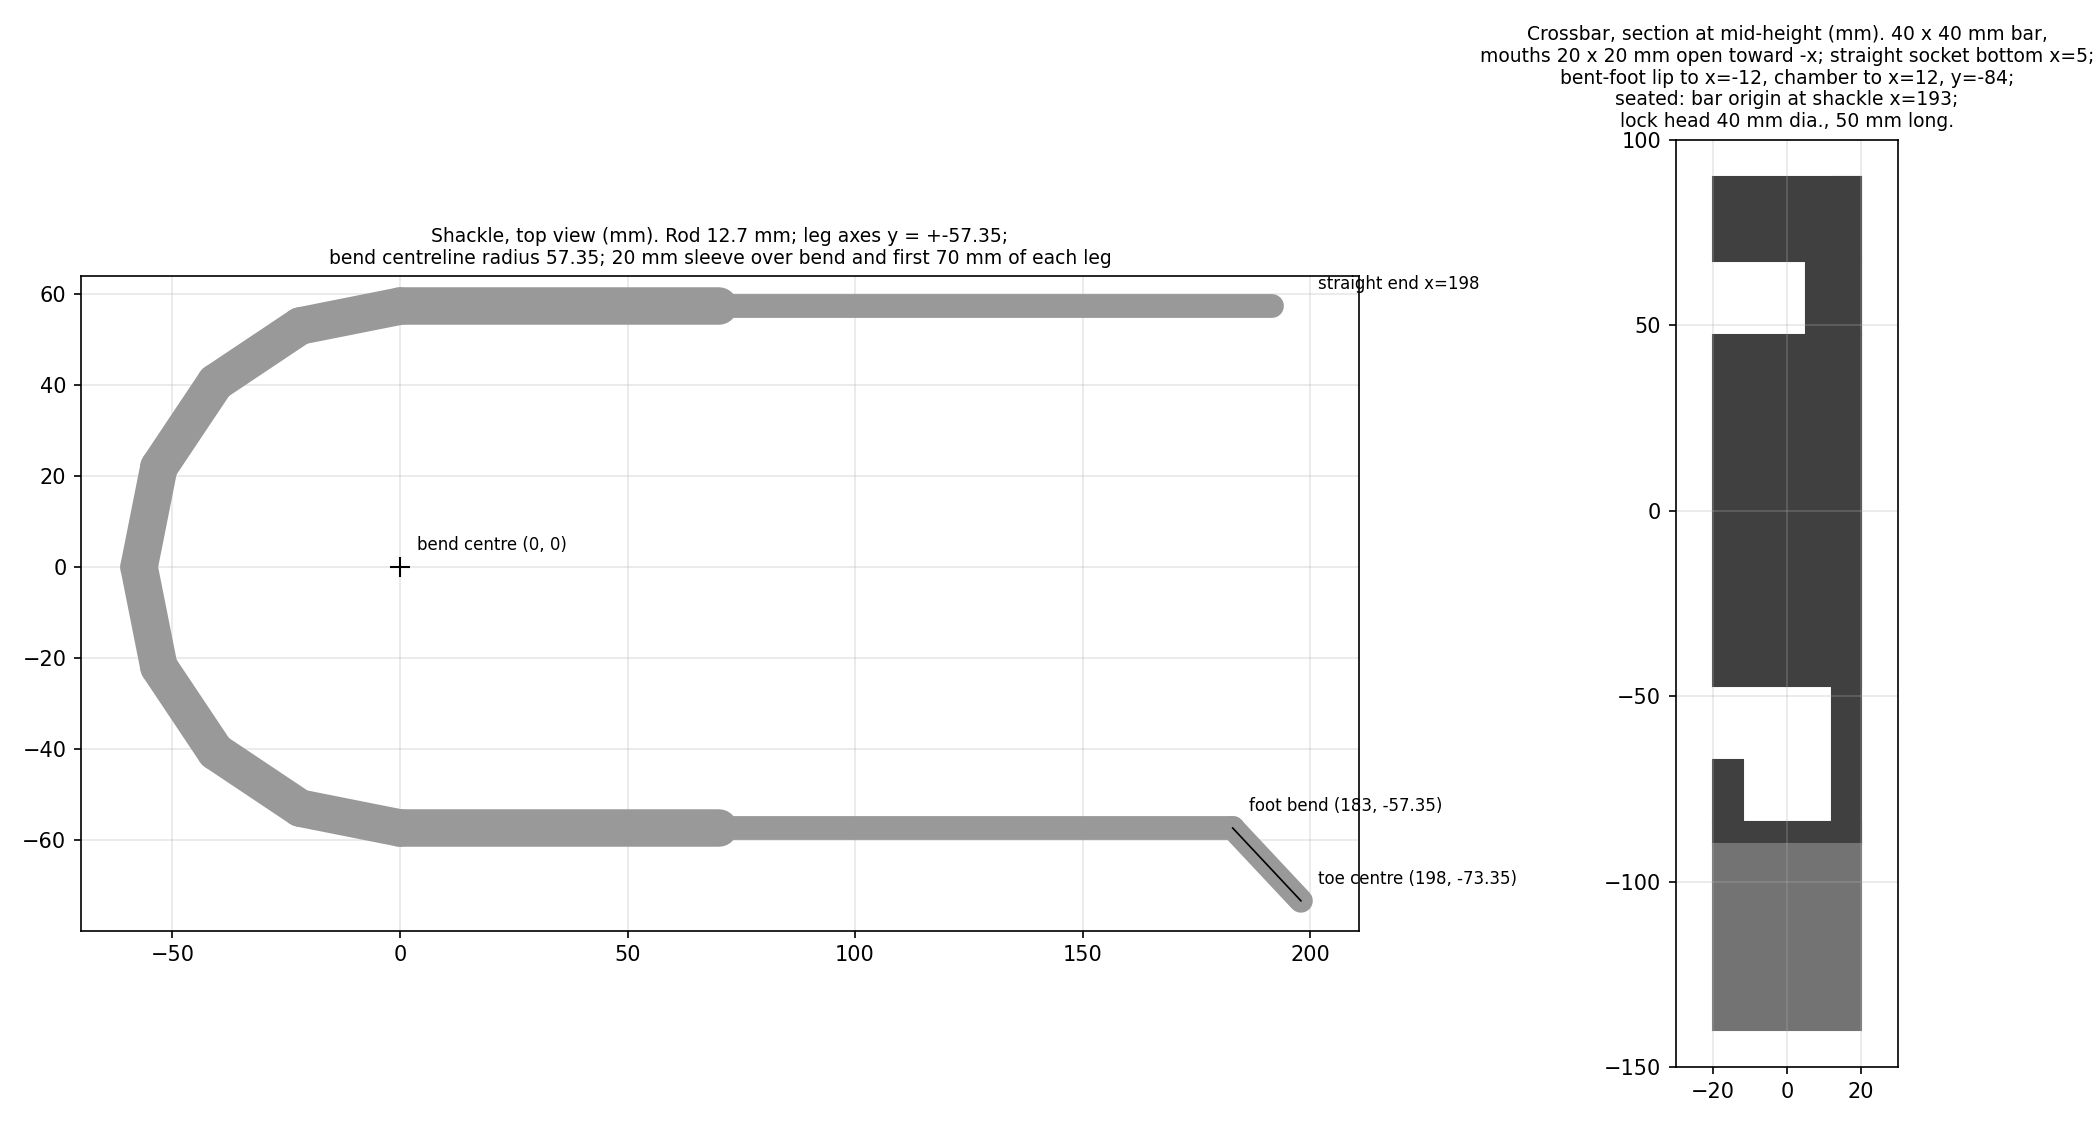 Crossbar, section at mid-height (mm). 40 x 40 mm bar,
mouths 20 x 20 mm open toward -x; straight socket bottom x=5;
bent-foot lip to x=-12, chamber to x=12, y=-84;
seated: bar origin at shackle x=193;
lock head 40 mm dia., 50 mm long.
Shackle, top view (mm). Rod 12.7 mm; leg axes y = +-57.35;
bend centreline radius 57.35; 20 mm sleeve over bend and first 70 mm of each leg
straight end x=198
bend centre (0, 0)
foot bend (183, -57.35)
toe centre (198, -73.35)
60
40
20
0
−20
−40
−60
−50
0
50
100
150
200
100
50
0
−50
−100
−150
−20
0
20